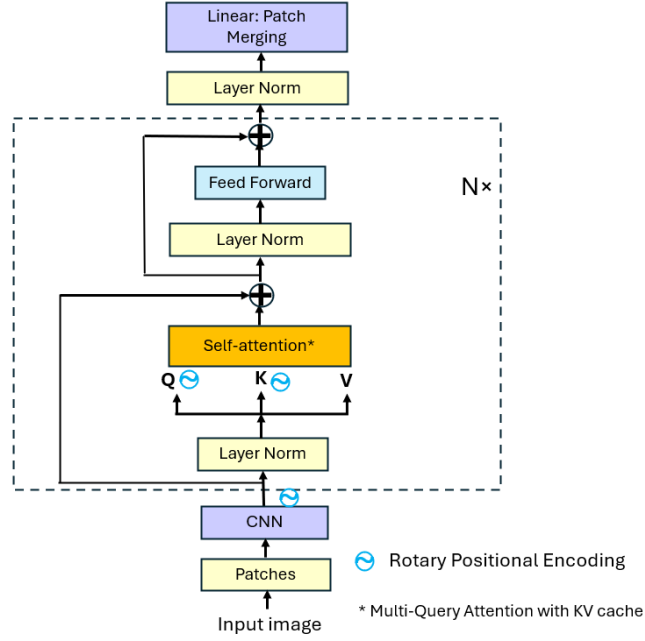 Linear: Patch
Merging
Layer Norm
N×
Feed Forward
Layer Norm
Self-attention*
Q K V
Layer Norm
CNN
Patches
Input image
Rotary Positional Encoding
* Multi-Query Attention with KV cache